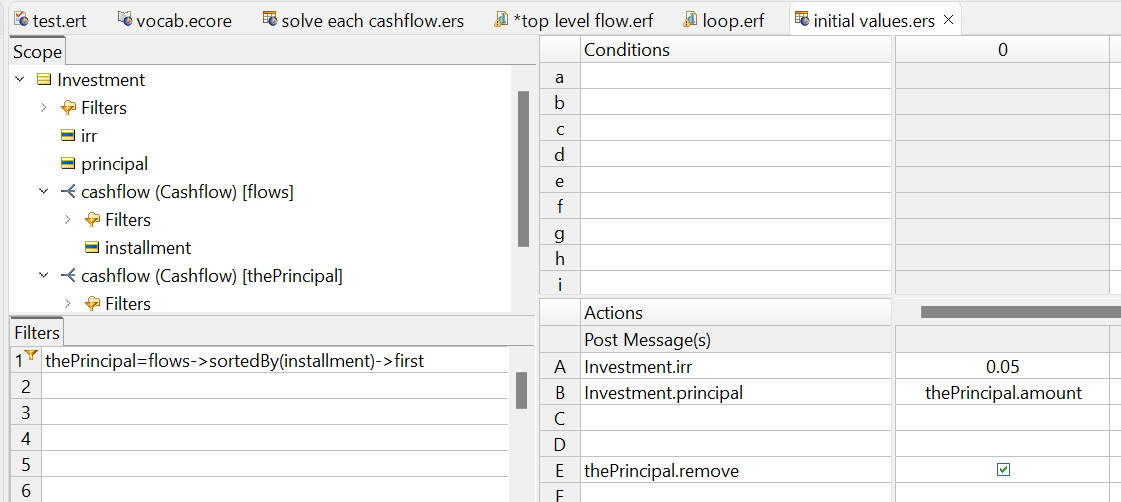 test.ert
vocab.ecore
solve each cashflow.ers
*top level flow.erf
loop.erf
initial values.ers
Scope
Investment
Filters
irr
principal
cashflow (Cashflow) [flows]
Filters
installment
cashflow (Cashflow) [thePrincipal]
Filters
Filters
1 thePrincipal=flows->sortedBy(installment)->first
2
3
4
5
6
Conditions 0
a
b
c
d
e
f
g
h
i
Actions
Post Message(s)
A Investment.irr 0.05
B Investment.principal thePrincipal.amount
C
D
E thePrincipal.remove
F